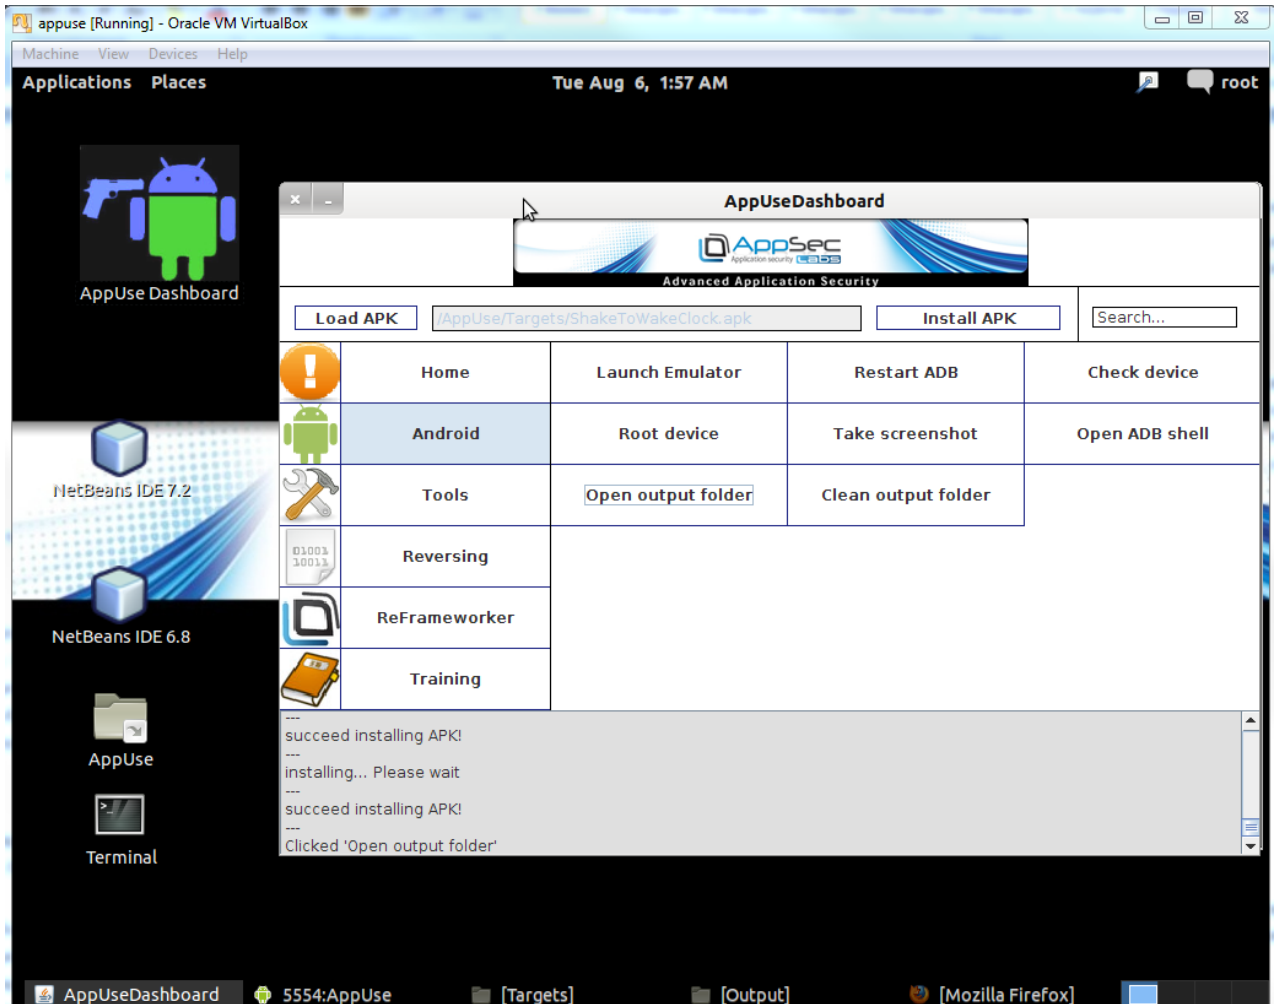 appuse [Running] - Oracle VM VirtualBox
Machine View Devices Help
Applications Places Tue Aug 6, 1:57 AM root
AppUse Dashboard
NetBeans IDE 7.2
NetBeans IDE 6.8
AppUse
Terminal
AppUseDashboard
AppSec
Application security LABS
Advanced Application Security
Load APK /AppUse/Targets/ShakeToWakeClock.apk Install APK Search...
Home Launch Emulator Restart ADB Check device
Android Root device Take screenshot Open ADB shell
Tools Open output folder Clean output folder
01001
10011
Reversing
ReFrameworker
Training
---
succeed installing APK!
---
installing... Please wait
---
succeed installing APK!
---
Clicked 'Open output folder'
AppUseDashboard 5554:AppUse [Targets] [Output] [Mozilla Firefox]